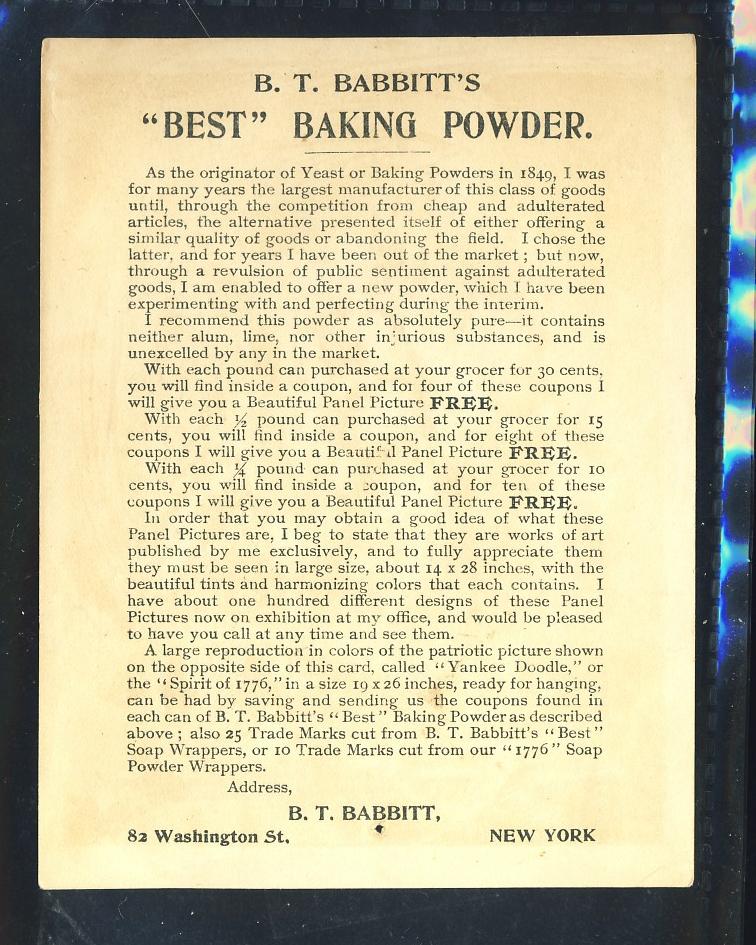 B. T. BABBITT'S
“BEST” BAKING POWDER.
As the originator of Yeast or Baking Powders in 1849, I was
for many years the largest manufacturer of this class of goods
until, through the competition from cheap and adulterated
articles, the alternative presented itself of either offering a
similar quality of goods or abandoning the field. I chose the
latter, and for years I have been out of the market; but now,
through a revulsion of public sentiment against adulterated
goods, I am enabled to offer a new powder, which I have been
experimenting with and perfecting during the interim.
I recommend this powder as absolutely pure—it contains
neither alum, lime, nor other injurious substances, and is
unexcelled by any in the market.
With each pound can purchased at your grocer for 30 cents,
you will find inside a coupon, and for four of these coupons I
will give you a Beautiful Panel Picture FREE.
With each ½ pound can purchased at your grocer for 15
cents, you will find inside a coupon, and for eight of these
coupons I will give you a Beautiful Panel Picture FREE.
With each ¼ pound can purchased at your grocer for 10
cents, you will find inside a coupon, and for ten of these
coupons I will give you a Beautiful Panel Picture FREE.
In order that you may obtain a good idea of what these
Panel Pictures are, I beg to state that they are works of art
published by me exclusively, and to fully appreciate them
they must be seen in large size, about 14 x 28 inches, with the
beautiful tints and harmonizing colors that each contains. I
have about one hundred different designs of these Panel
Pictures now on exhibition at my office, and would be pleased
to have you call at any time and see them.
A large reproduction in colors of the patriotic picture shown
on the opposite side of this card, called “Yankee Doodle,” or
the “Spirit of 1776,” in a size 19 x 26 inches, ready for hanging,
can be had by saving and sending us the coupons found in
each can of B. T. Babbitt's “Best” Baking Powder as described
above; also 25 Trade Marks cut from B. T. Babbitt's “Best”
Soap Wrappers, or 10 Trade Marks cut from our “1776” Soap
Powder Wrappers.
Address,
B. T. BABBITT,
82 Washington St. NEW YORK